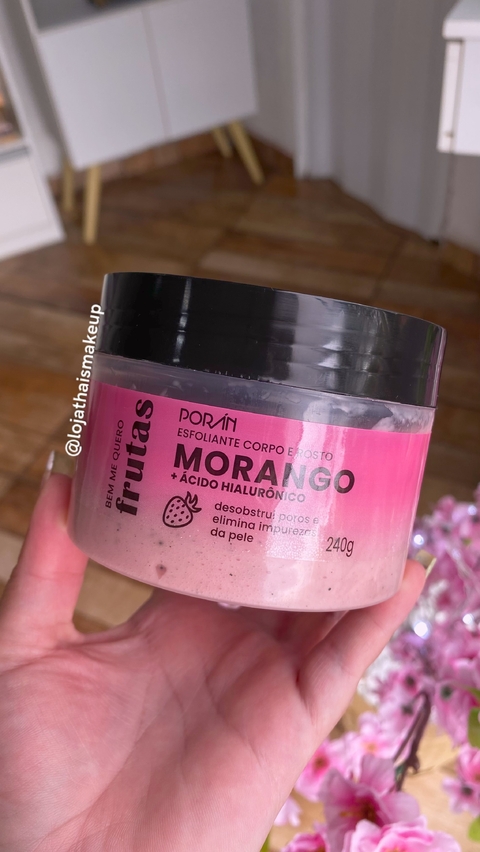 @lojathaismakeup
BEM ME QUERO
frutas
PORÁN
ESFOLIANTE CORPO E ROSTO
MORANGO
+ ÁCIDO HIALURÔNICO
desobstrui poros e
elimina impurezas
da pele
240g